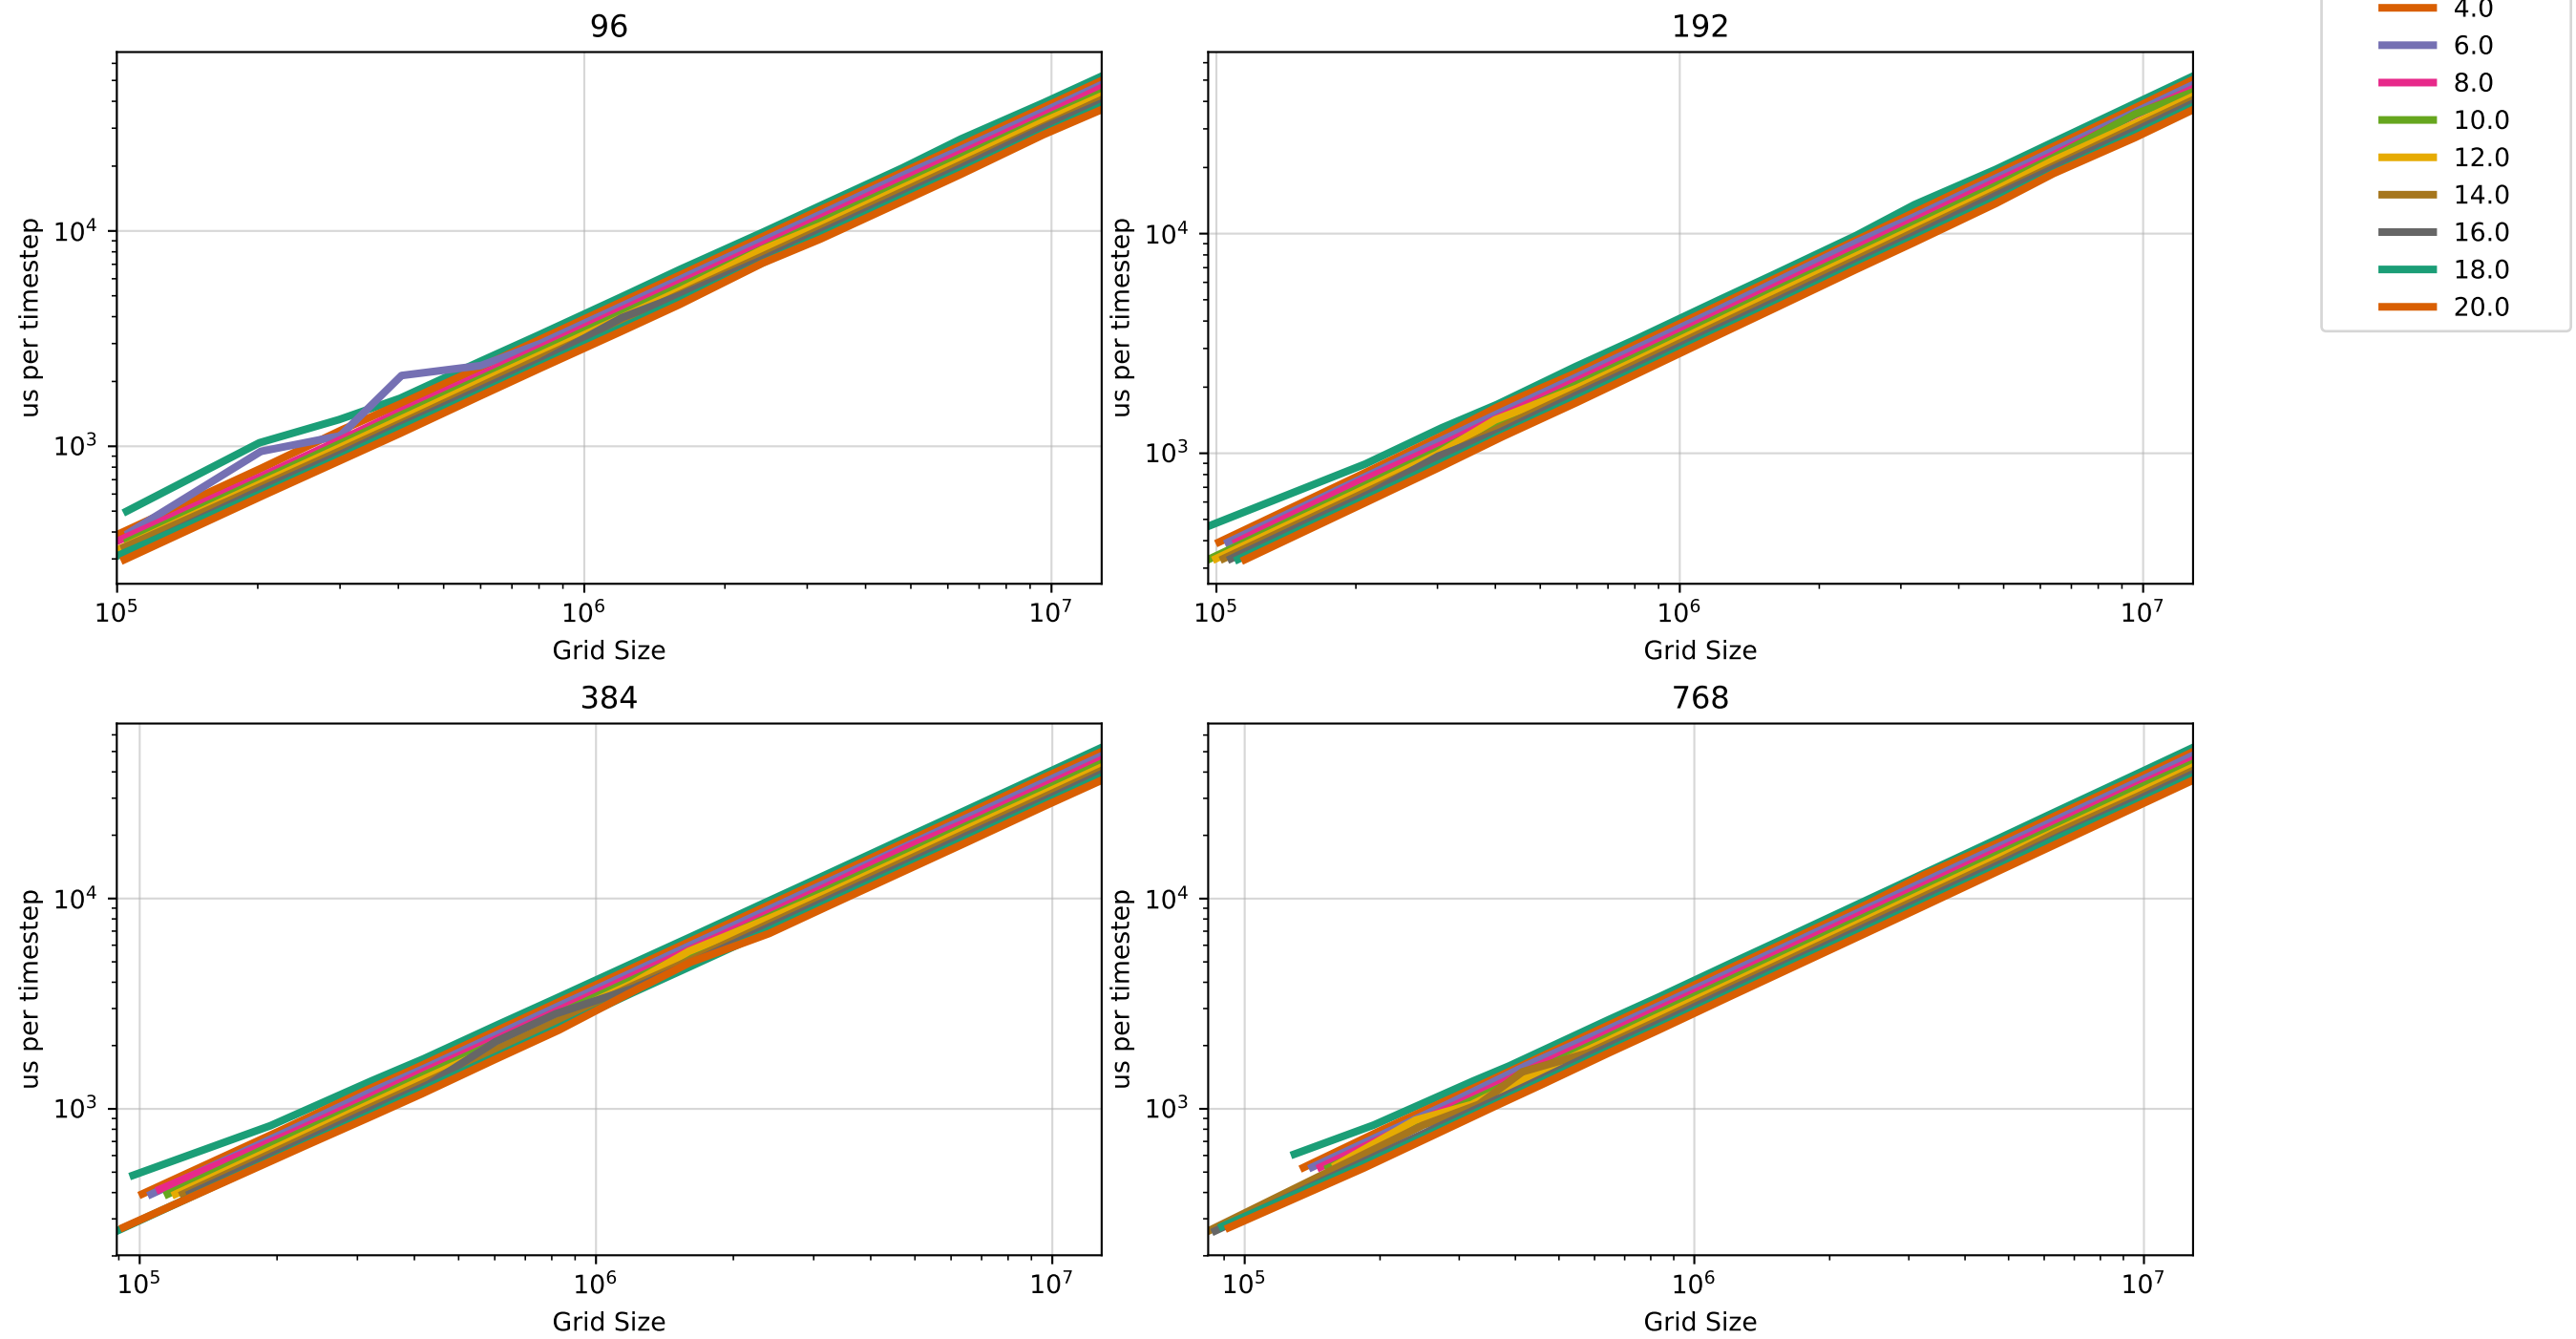 96
us per timestep
10⁴
10³
10⁵ 10⁶ 10⁷
Grid Size
192
us per timestep
10⁴
10³
10⁵ 10⁶ 10⁷
Grid Size
4.0
6.0
8.0
10.0
12.0
14.0
16.0
18.0
20.0
384
us per timestep
10⁴
10³
10⁵ 10⁶ 10⁷
Grid Size
768
us per timestep
10⁴
10³
10⁵ 10⁶ 10⁷
Grid Size